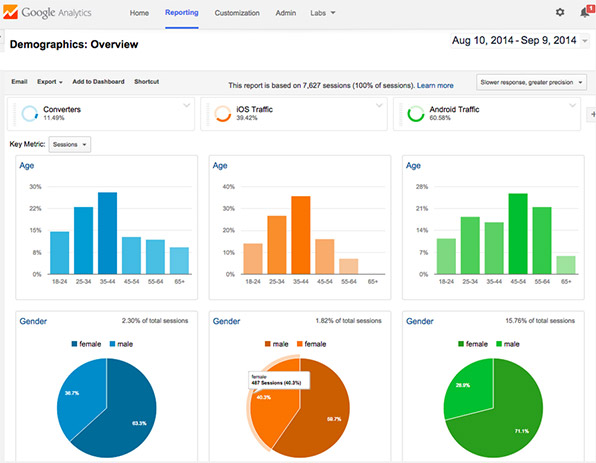 Google Analytics Home Reporting Customization Admin Labs 1
Demographics: Overview Aug 10, 2014 - Sep 9, 2014
Email Export Add to Dashboard Shortcut This report is based on 7,627 sessions (100% of sessions). Learn more Slower response, greater precision
Converters iOS Traffic Android Traffic
11.49% 39.42% 60.58%
Key Metric: Sessions
Age Age Age
30% 40% 28%
22% 30% 21%
15% 20% 14%
7% 10% 7%
0% 0% 0%
18-24 25-34 35-44 45-54 55-64 65+ 18-24 25-34 35-44 45-54 55-64 65+ 18-24 25-34 35-44 45-54 55-64 65+
Gender 2.30% of total sessions Gender 1.82% of total sessions Gender 15.76% of total sessions
female male male female female male
female
487 Sessions (40.3%)
36.7% 40.3% 28.9%
63.3% 59.7% 71.1%